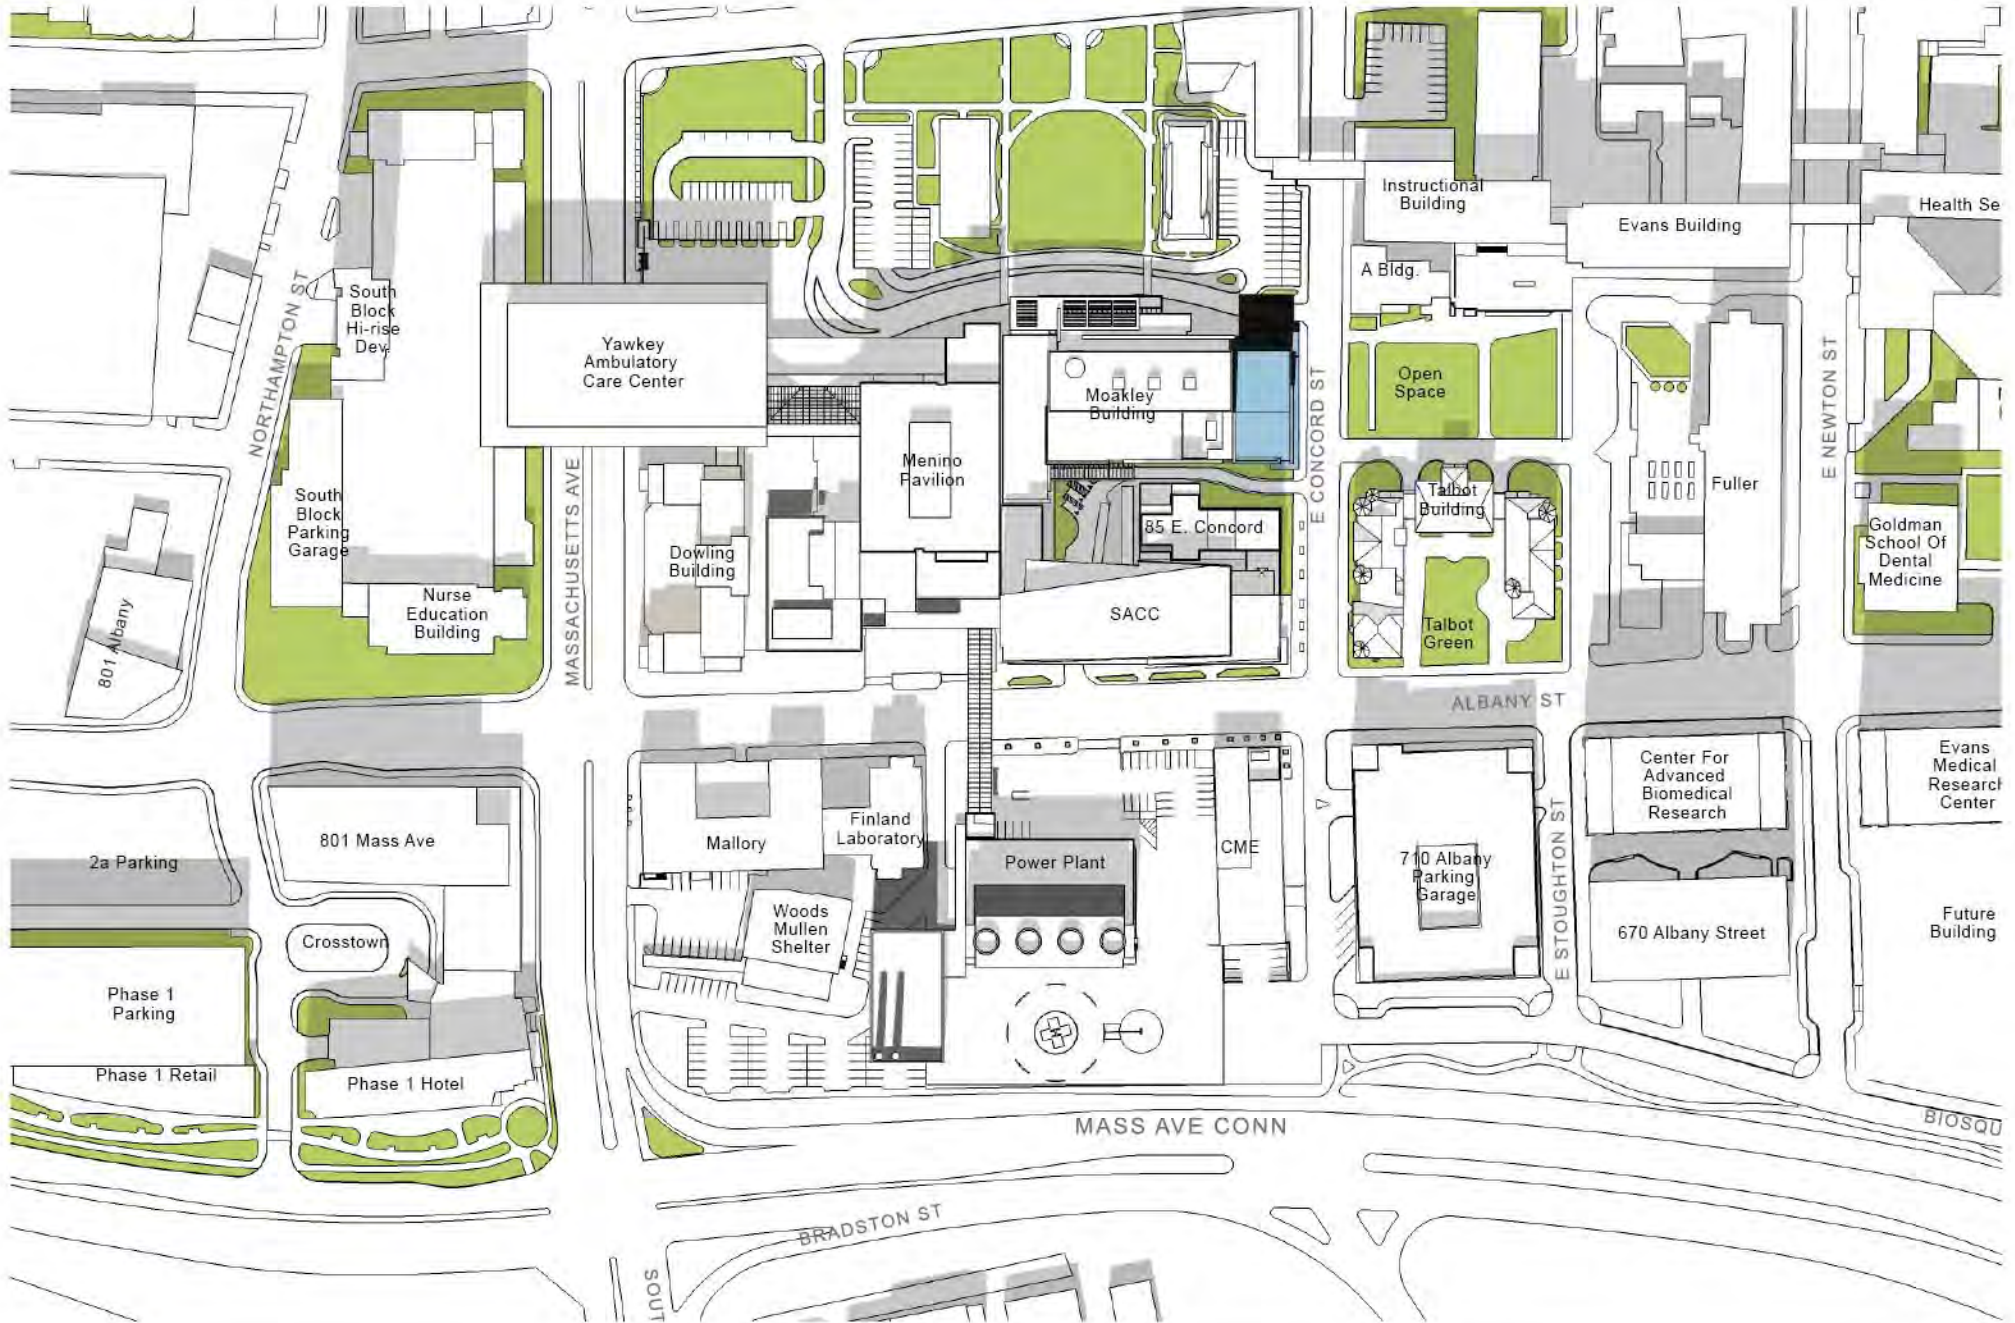 Instructional
Building
Health Se
Evans Building
A Bldg.
South
Block
Hi-rise
Dev.
NORTHAMPTON ST
Yawkey
Ambulatory
Care Center
Moakley
Building
E CONCORD ST
Open
Space
E NEWTON ST
Menino
Pavilion
MASSACHUSETTS AVE
South
Block
Parking
Garage
Talbot
Building
Fuller
85 E. Concord
Goldman
School Of
Dental
Medicine
Dowling
Building
Nurse
Education
Building
801 Albany
SACC
Talbot
Green
ALBANY ST
Center For
Advanced
Biomedical
Research
Evans
Medical
Research
Center
801 Mass Ave
Mallory
Finland
Laboratory
CME
2a Parking
Power Plant
710 Albany
Parking
Garage
E STOUGHTON ST
Woods
Mullen
Shelter
Crosstown
670 Albany Street
Future
Building
Phase 1
Parking
Phase 1 Retail
Phase 1 Hotel
MASS AVE CONN
BIOSQU
BRADSTON ST
SOUT